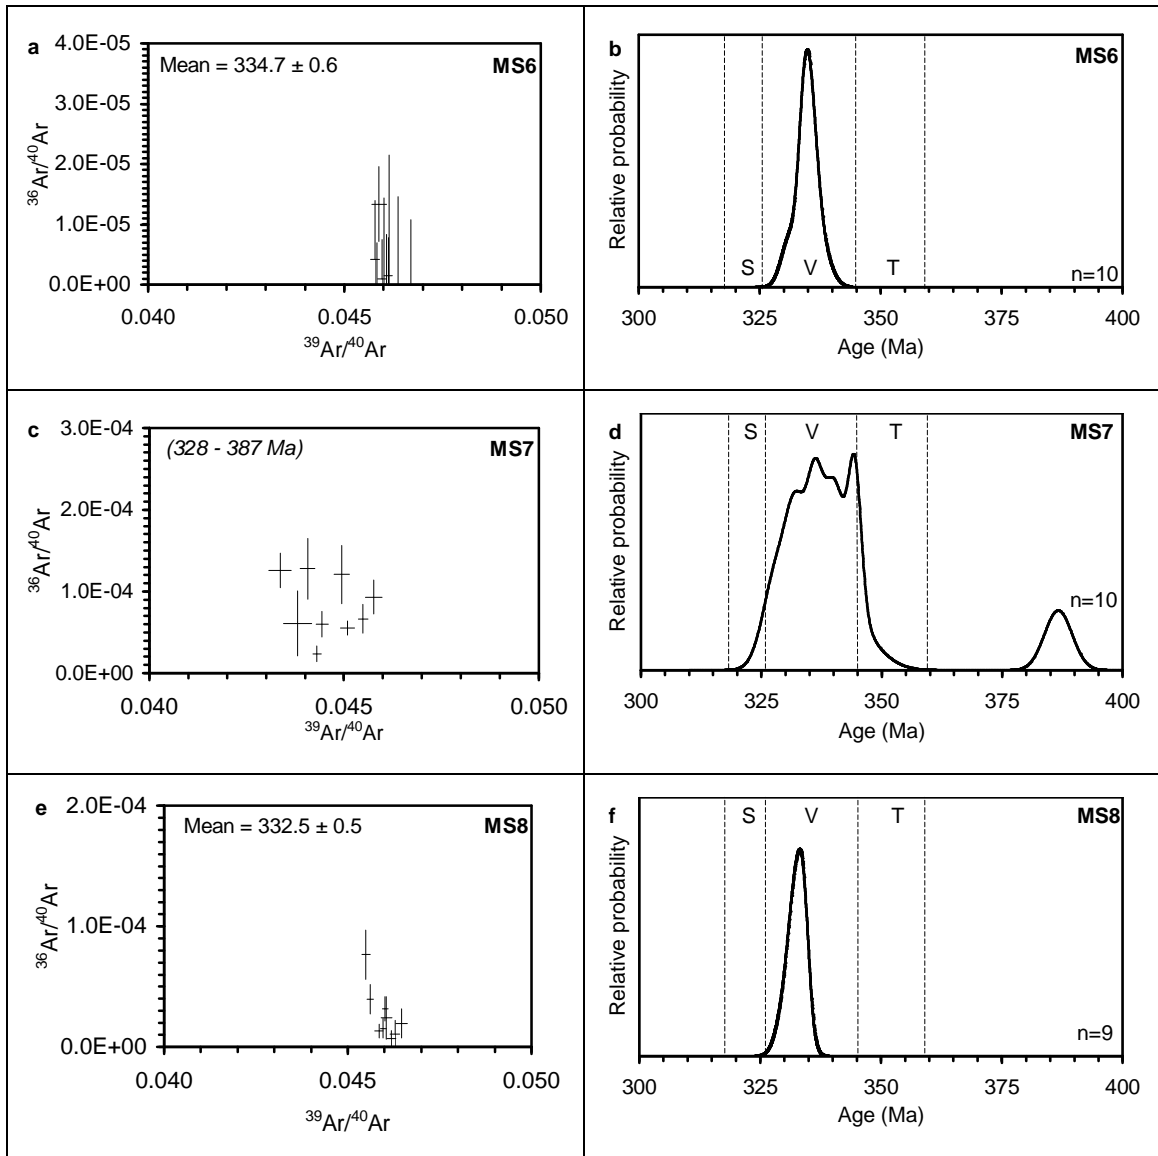 a
Mean = 334.7 ± 0.6
MS6
4.0E-05
3.0E-05
2.0E-05
1.0E-05
0.0E+00
³⁶Ar/⁴⁰Ar
0.040 0.045 0.050
³⁹Ar/⁴⁰Ar
b
MS6
Relative probability
S V T
n=10
300 325 350 375 400
Age (Ma)
c
(328 - 387 Ma)
MS7
3.0E-04
2.0E-04
1.0E-04
0.0E+00
³⁶Ar/⁴⁰Ar
0.040 0.045 0.050
³⁹Ar/⁴⁰Ar
d
S V T
MS7
Relative probability
n=10
300 325 350 375 400
Age (Ma)
e
Mean = 332.5 ± 0.5
MS8
2.0E-04
1.0E-04
0.0E+00
³⁶Ar/⁴⁰Ar
0.040 0.045 0.050
³⁹Ar/⁴⁰Ar
f
S V T
MS8
Relative probability
n=9
300 325 350 375 400
Age (Ma)